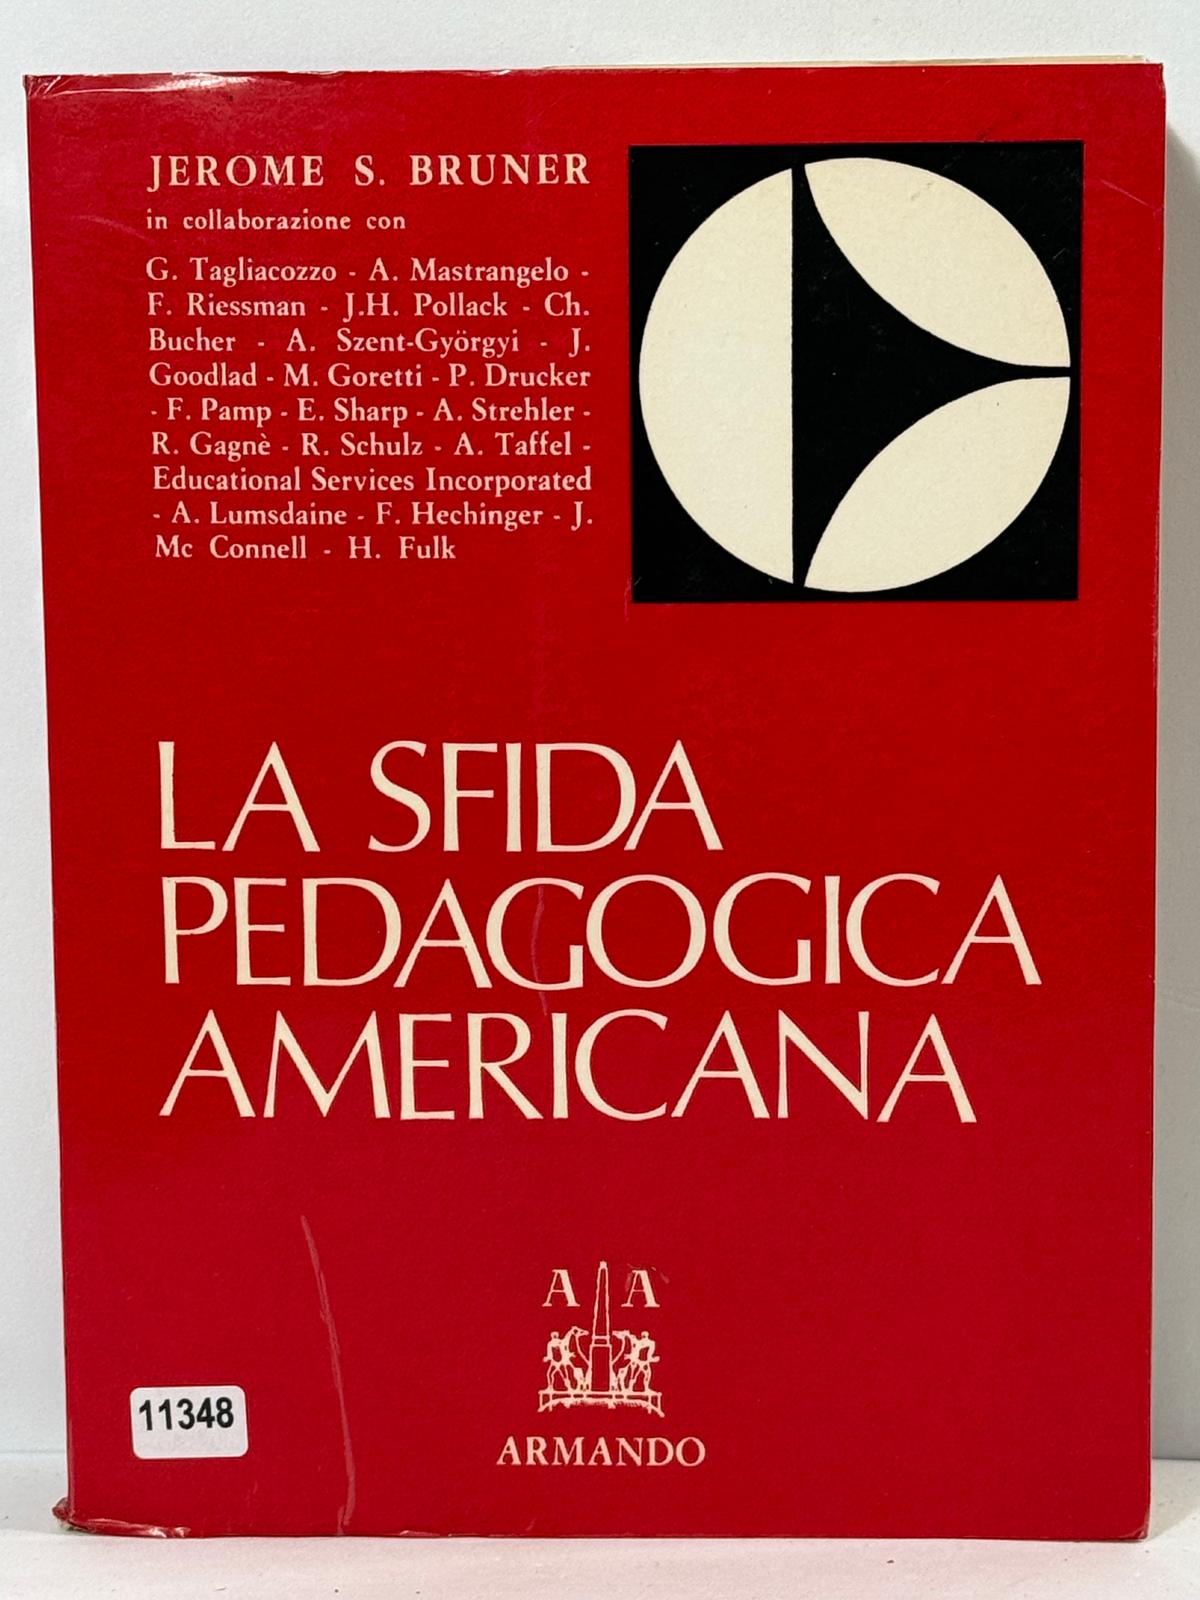 JEROME S. BRUNER
in collaborazione con
G. Tagliacozzo - A. Mastrangelo -
F. Riessman - J.H. Pollack - Ch.
Bucher - A. Szent-Györgyi - J.
Goodlad - M. Goretti - P. Drucker
- F. Pamp - E. Sharp - A. Strehler -
R. Gagnè - R. Schulz - A. Taffel -
Educational Services Incorporated
- A. Lumsdaine - F. Hechinger - J.
Mc Connell - H. Fulk
LA SFIDA
PEDAGOGICA
AMERICANA
A A
ARMANDO
11348